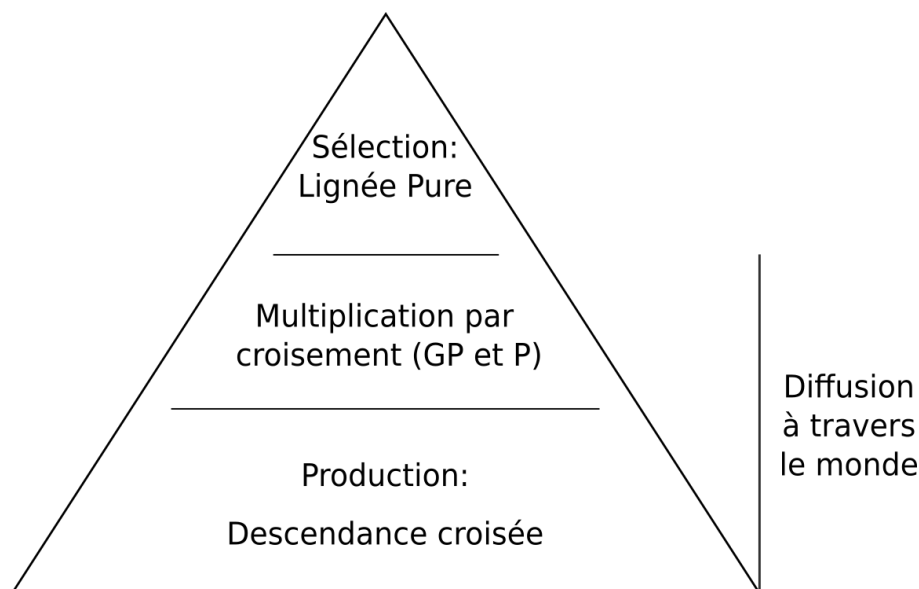 Sélection:
Lignée Pure
Multiplication par
croisement (GP et P)
Production:
Descendance croisée
Diffusion
à travers
le monde